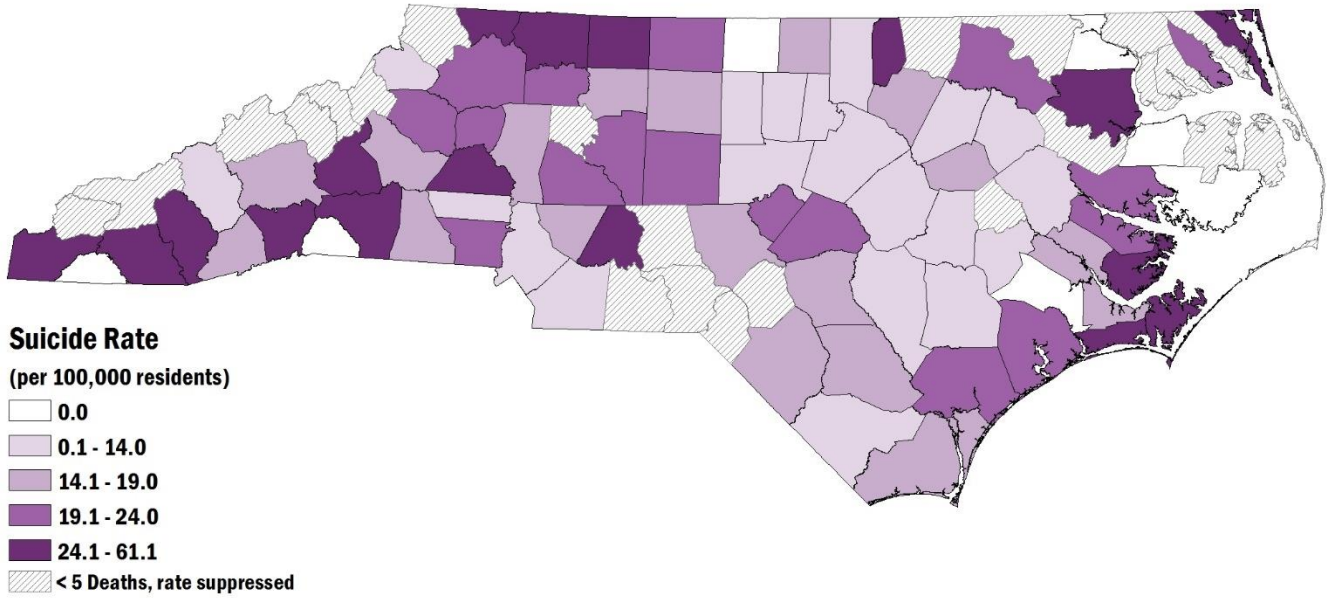 Suicide Rate
(per 100,000 residents)
0.0
0.1 - 14.0
14.1 - 19.0
19.1 - 24.0
24.1 - 61.1
< 5 Deaths, rate suppressed